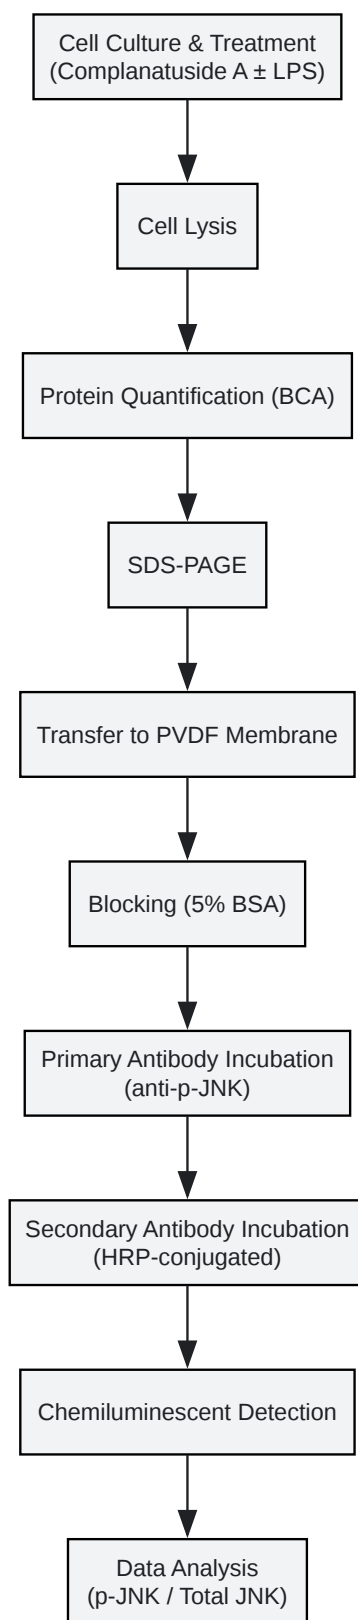 Cell Culture & Treatment
(Complanatuside A ± LPS)
Cell Lysis
Protein Quantification (BCA)
SDS-PAGE
Transfer to PVDF Membrane
Blocking (5% BSA)
Primary Antibody Incubation
(anti-p-JNK)
Secondary Antibody Incubation
(HRP-conjugated)
Chemiluminescent Detection
Data Analysis
(p-JNK / Total JNK)